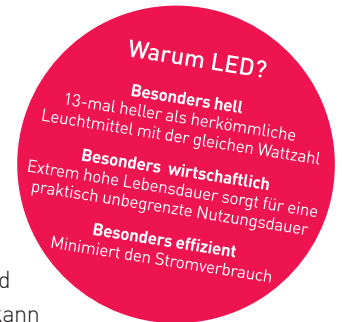 Warum LED?
Besonders hell
13-mal heller als herkömmliche
Leuchtmittel mit der gleichen Wattzahl
Besonders wirtschaftlich
Extrem hohe Lebensdauer sorgt für eine
praktisch unbegrenzte Nutzungsdauer
Besonders effizient
Minimiert den Stromverbrauch